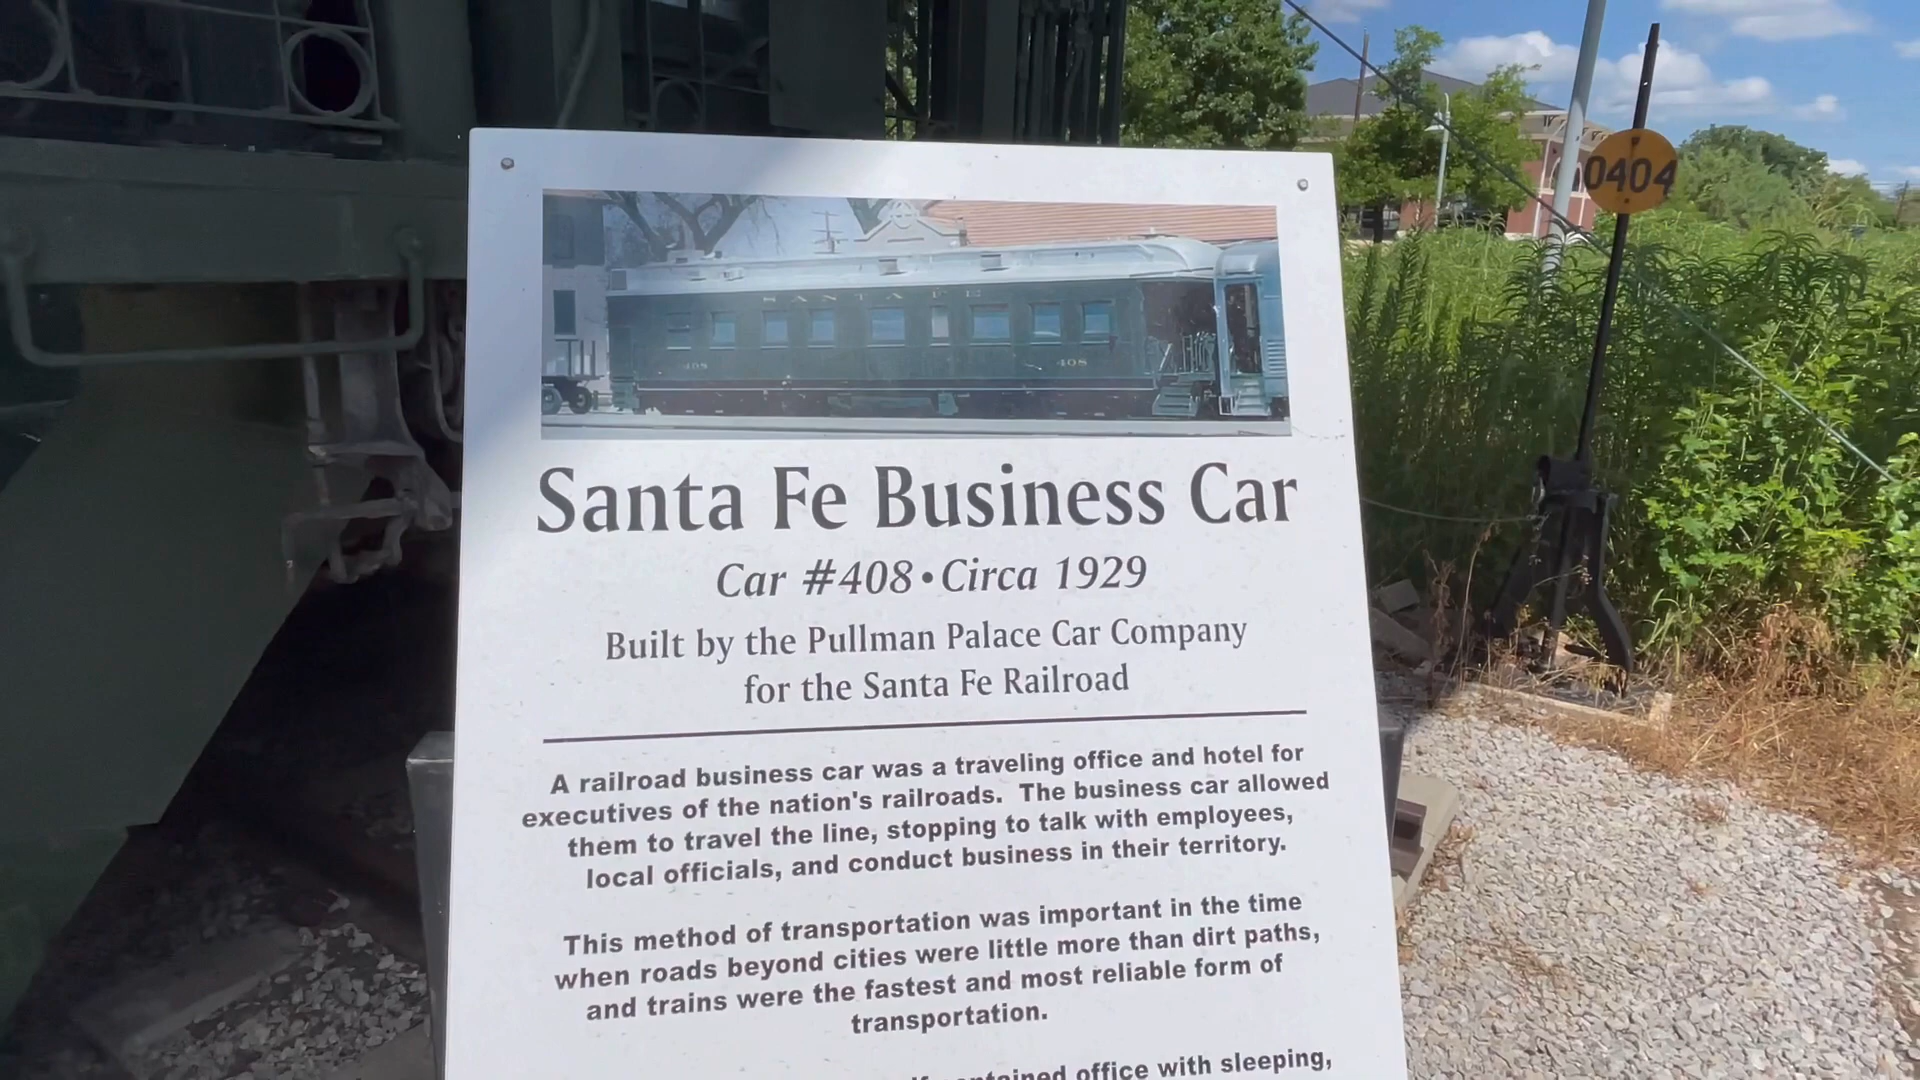 0404
SANTA FE
408 408
Santa Fe Business Car
Car #408 • Circa 1929
Built by the Pullman Palace Car Company
for the Santa Fe Railroad
A railroad business car was a traveling office and hotel for
executives of the nation's railroads. The business car allowed
them to travel the line, stopping to talk with employees,
local officials, and conduct business in their territory.
This method of transportation was important in the time
when roads beyond cities were little more than dirt paths,
and trains were the fastest and most reliable form of
transportation.
office with sleeping,